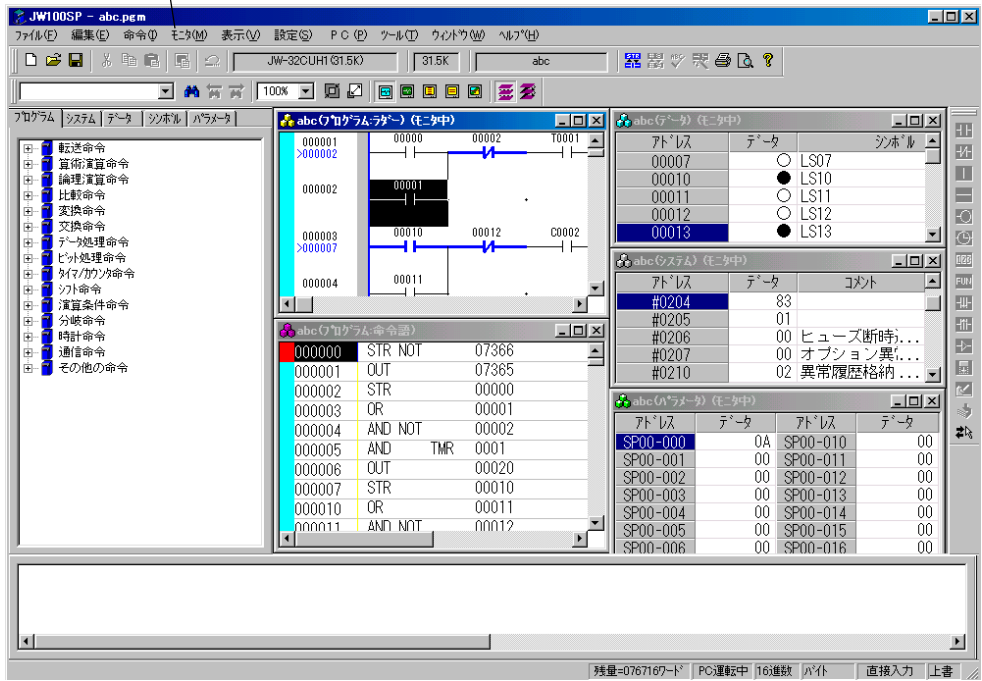 JW100SP - abc.pgm
ファイル(F) 編集(E) 命令(I) モニタ(M) 表示(V) 設定(S) PC(P) ツール(T) ウィンドウ(W) ヘルプ(H)
JW-32CUH1(31.5K) 31.5K abc
100%
プログラム システム データ シンボル パラメータ
転送命令
算術演算命令
論理演算命令
比較命令
変換命令
交換命令
データ処理命令
ビット処理命令
タイマ/カウンタ命令
シフト命令
演算条件命令
分岐命令
時計命令
通信命令
その他の命令
abc(プログラム:ラダー) (モニタ中)
000001 00000 00002 T0001
>000002
000002 00001
000003 00010 00012 C0002
>000007
000004 00011
abc(プログラム:命令語)
000000 STR NOT 07366
000001 OUT 07365
000002 STR 00000
000003 OR 00001
000004 AND NOT 00002
000005 AND TMR 0001
000006 OUT 00020
000007 STR 00010
000010 OR 00011
000011 AND NOT 00012
abc(データ) (モニタ中)
アドレス データ シンボル
00007 LS07
00010 LS10
00011 LS11
00012 LS12
00013 LS13
abc(システム) (モニタ中)
アドレス データ コメント
#0204 83
#0205 01
#0206 00 ヒューズ断時...
#0207 00 オプション異...
#0210 02 異常履歴格納...
abc(パラメータ) (モニタ中)
アドレス データ アドレス データ
SP00-000 0A SP00-010 00
SP00-001 00 SP00-011 00
SP00-002 00 SP00-012 00
SP00-003 00 SP00-013 00
SP00-004 00 SP00-014 00
SP00-005 00 SP00-015 00
SP00-006 00 SP00-016 00
残量=076716ワード PC運転中 16進数 バイト 直接入力 上書